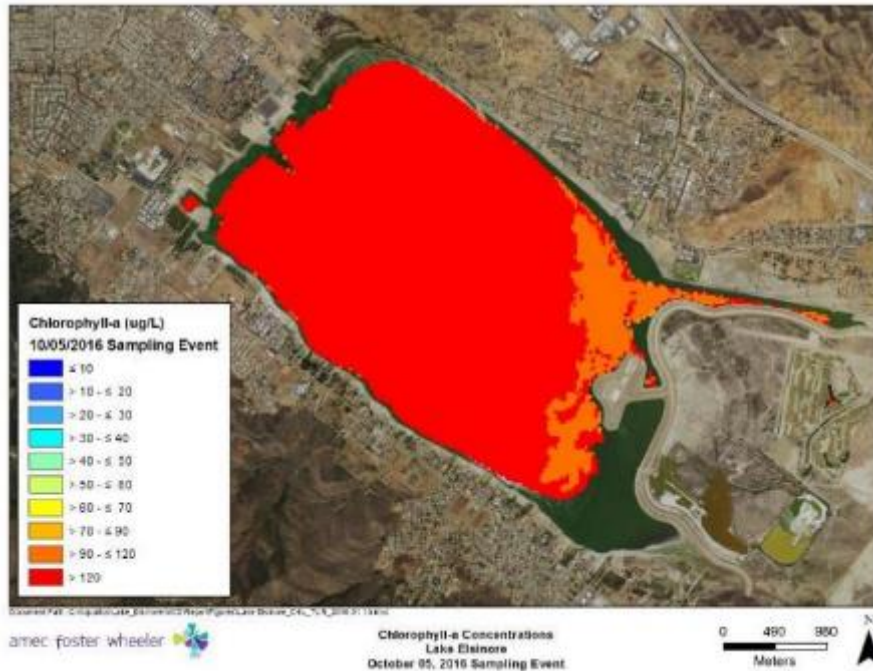 Chlorophyll-a (ug/L)
10/05/2016 Sampling Event
≤ 10
> 10 - ≤ 20
> 20 - ≤ 30
> 30 - ≤ 40
> 40 - ≤ 50
> 60 - ≤ 70
> 70 - ≤ 90
> 90 - ≤ 120
> 120
Document Path:
amec foster wheeler
Chlorophyll-a Concentrations
Lake Elsinore
October 05, 2016 Sampling Event
0 490 980
Meters
N